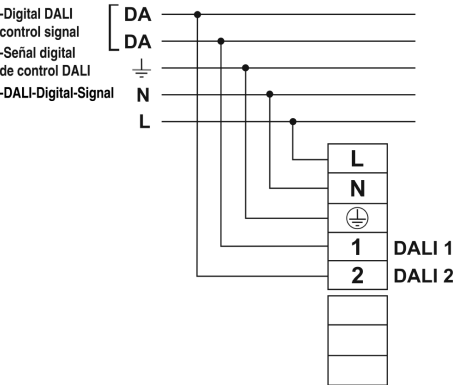 -Digital DALI
control signal
-Señal digital
de control DALI
-DALI-Digital-Signal
DA
DA
N
L
L
N
1 DALI 1
2 DALI 2